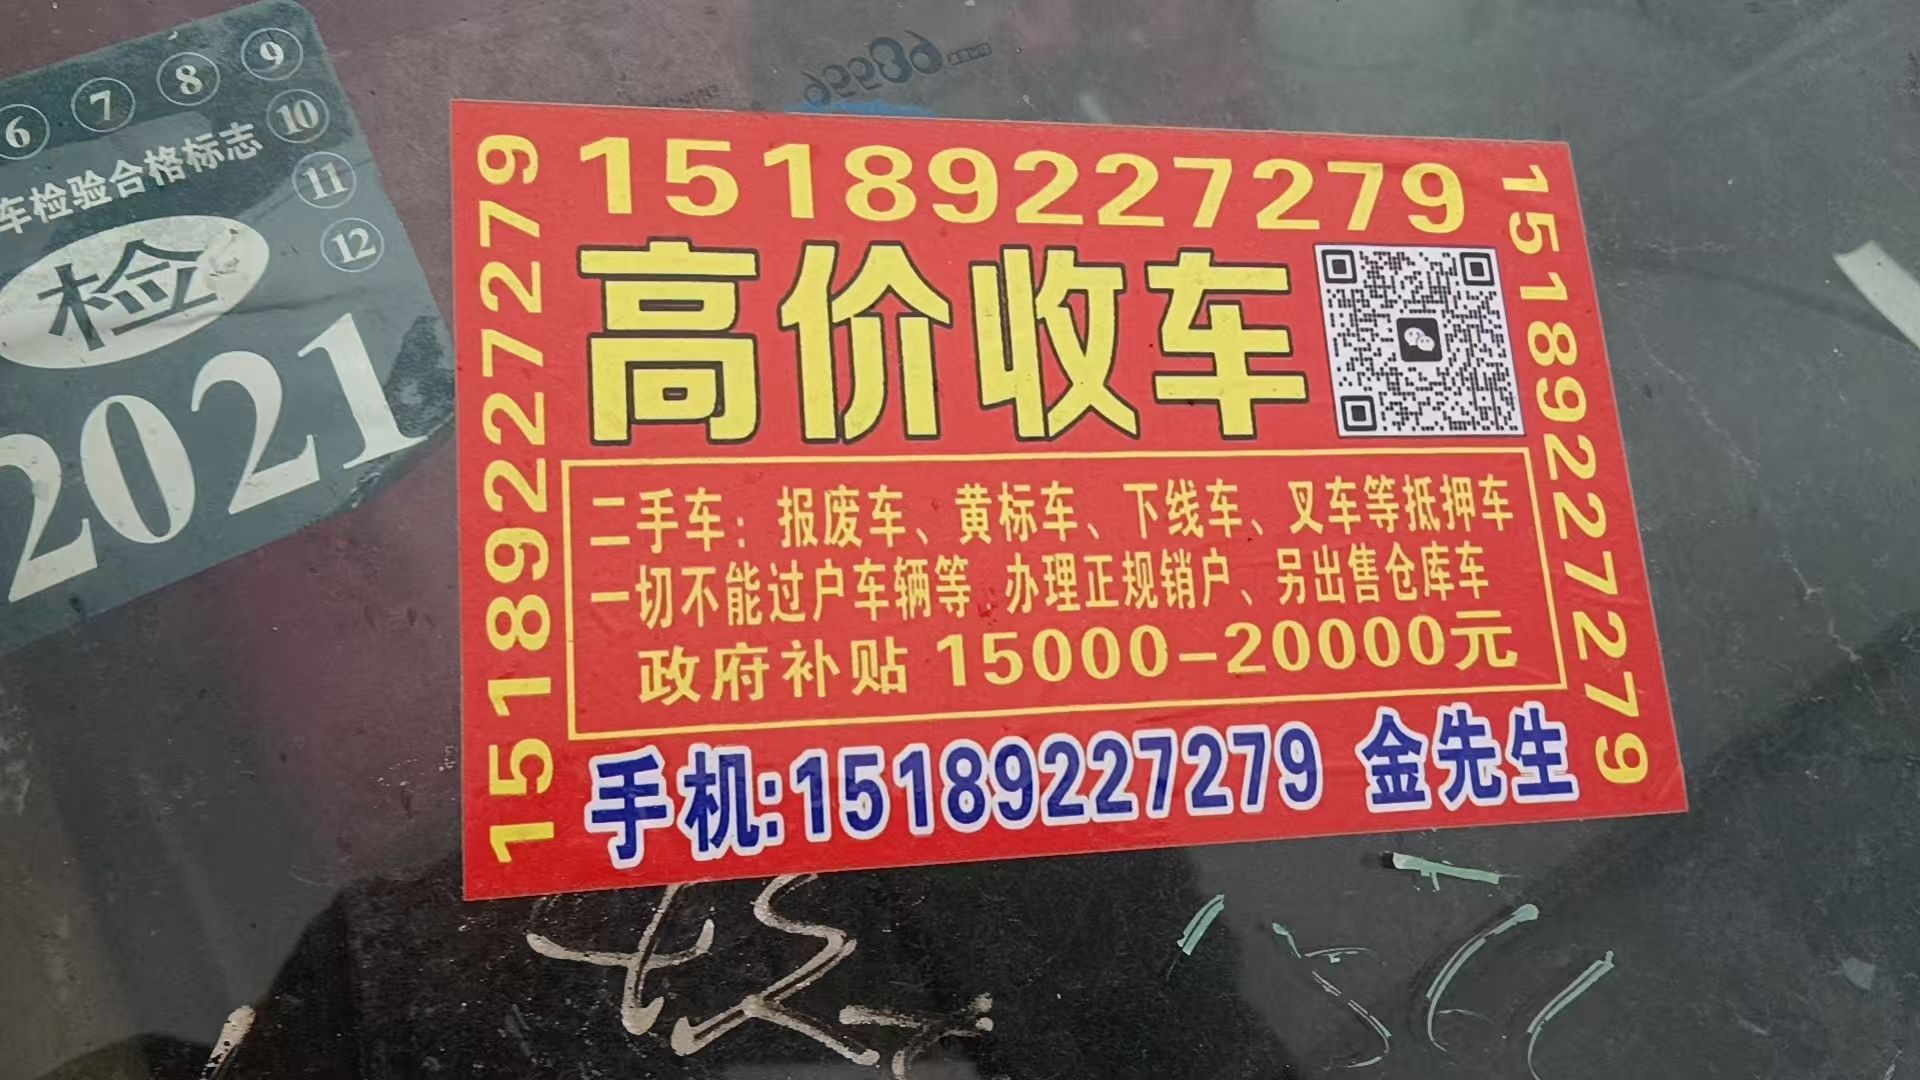 6 7 8 9 10 11 12
车检验合格标志
检
2021
15189227279
15189227279
高价收车
15189227279
二手车：报废车、黄标车、下线车、叉车等抵押车
一切不能过户车辆等 办理正规销户、另出售仓库车
政府补贴 15000-20000元
手机:15189227279 金先生